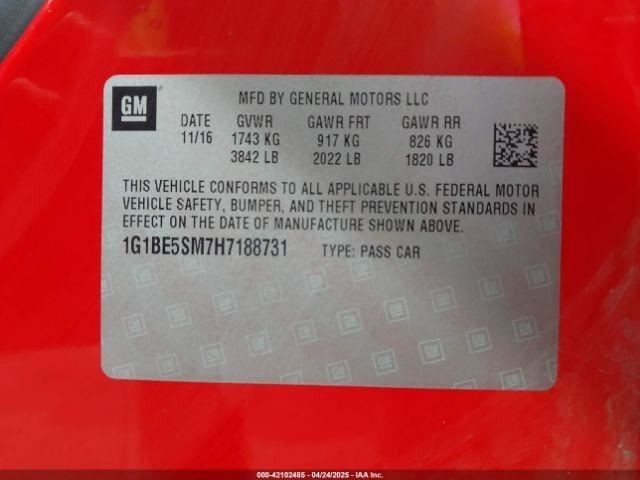 GM
MFD BY GENERAL MOTORS LLC
DATE GVWR GAWR FRT GAWR RR
11/16 1743 KG 917 KG 826 KG
3842 LB 2022 LB 1820 LB
THIS VEHICLE CONFORMS TO ALL APPLICABLE U.S. FEDERAL MOTOR
VEHICLE SAFETY, BUMPER, AND THEFT PREVENTION STANDARDS IN
EFFECT ON THE DATE OF MANUFACTURE SHOWN ABOVE.
1G1BE5SM7H7188731 TYPE: PASS CAR
000-42102485 - 04/24/2025 - IAA Inc.